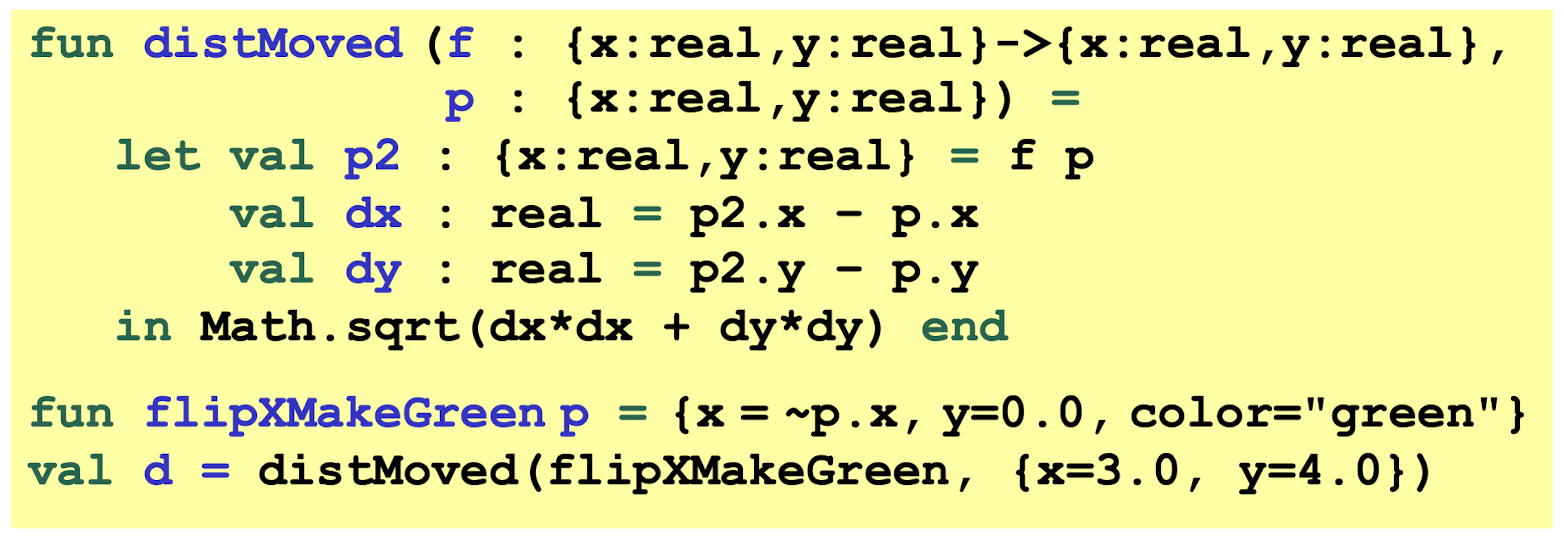 fun distMoved (f : {x:real,y:real}->{x:real,y:real},
p : {x:real,y:real}) =
let val p2 : {x:real,y:real} = f p
val dx : real = p2.x – p.x
val dy : real = p2.y – p.y
in Math.sqrt(dx*dx + dy*dy) end
fun flipXMakeGreen p = {x = ~p.x, y=0.0, color="green"}
val d = distMoved(flipXMakeGreen, {x=3.0, y=4.0})